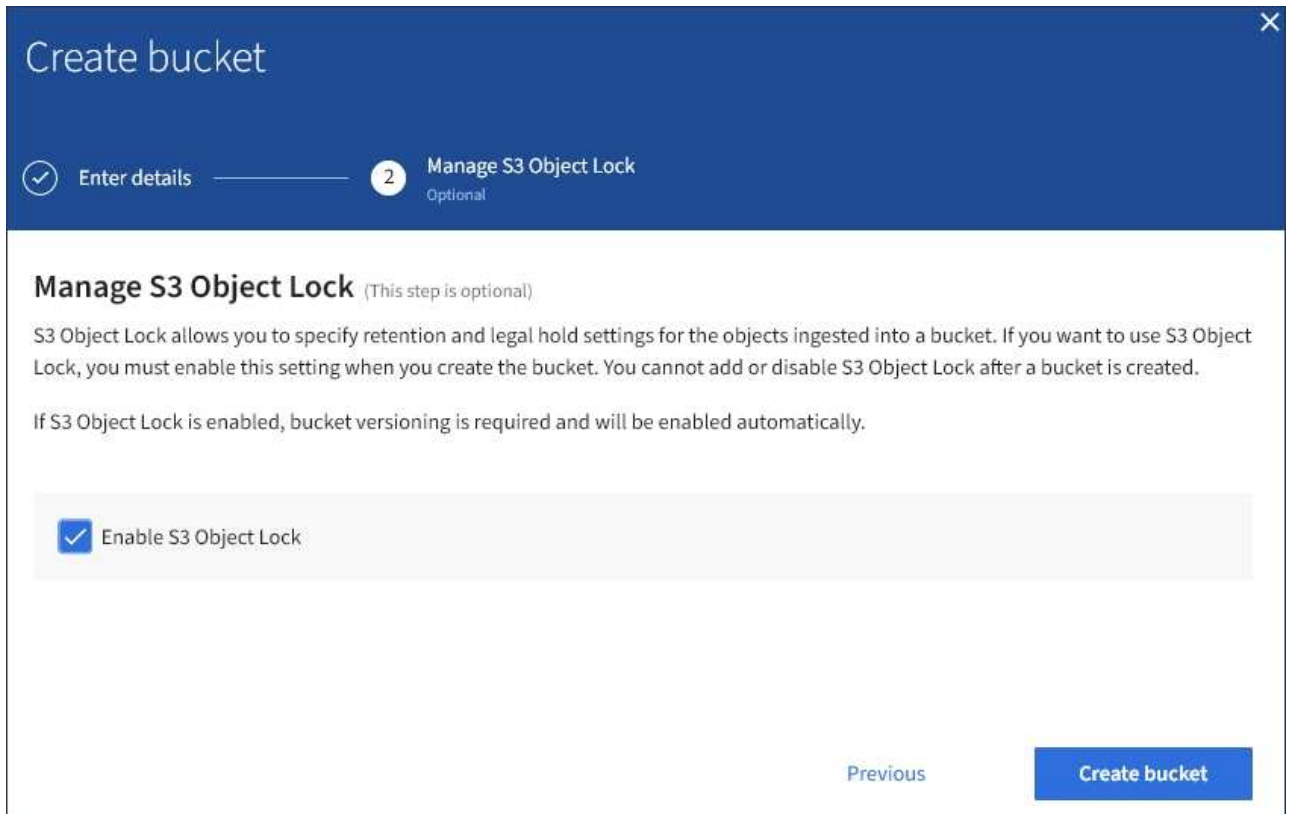 Create bucket
Enter details
2
Manage S3 Object Lock
Optional
Manage S3 Object Lock (This step is optional)
S3 Object Lock allows you to specify retention and legal hold settings for the objects ingested into a bucket. If you want to use S3 Object
Lock, you must enable this setting when you create the bucket. You cannot add or disable S3 Object Lock after a bucket is created.
If S3 Object Lock is enabled, bucket versioning is required and will be enabled automatically.
Enable S3 Object Lock
Previous
Create bucket